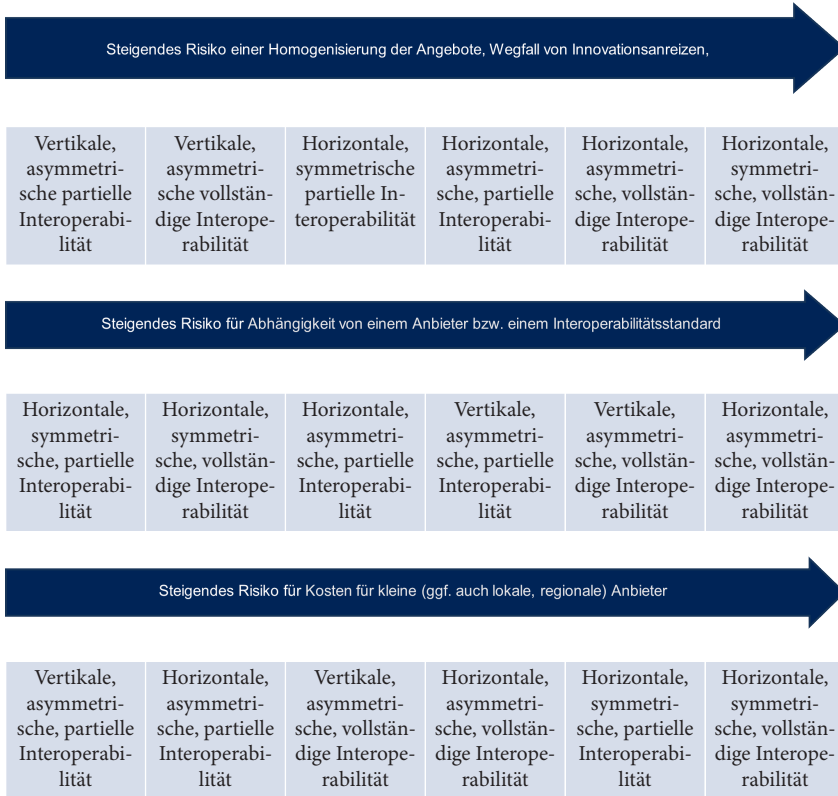 Steigendes Risiko einer Homogenisierung der Angebote, Wegfall von Innovationsanreizen,
Vertikale,
asymmetri-
sche partielle
Interoperabi-
lität
Vertikale,
asymmetri-
sche vollstän-
dige Interope-
rabilität
Horizontale,
symmetrische
partielle In-
teroperabilität
Horizontale,
asymmetri-
sche, partielle
Interoperabi-
lität
Horizontale,
asymmetri-
sche, vollstän-
dige Interope-
rabilität
Horizontale,
symmetri-
sche, vollstän-
dige Interope-
rabilität
Steigendes Risiko für Abhängigkeit von einem Anbieter bzw. einem Interoperabilitätsstandard
Horizontale,
symmetri-
sche, partielle
Interoperabi-
lität
Horizontale,
symmetri-
sche, vollstän-
dige Interope-
rabilität
Horizontale,
asymmetri-
sche, partielle
Interoperabi-
lität
Vertikale,
asymmetri-
sche, partielle
Interoperabi-
lität
Vertikale,
asymmetri-
sche, vollstän-
dige Interope-
rabilität
Horizontale,
asymmetri-
sche, vollstän-
dige Interope-
rabilität
Steigendes Risiko für Kosten für kleine (ggf. auch lokale, regionale) Anbieter
Vertikale,
asymmetri-
sche, partielle
Interoperabi-
lität
Horizontale,
asymmetri-
sche, partielle
Interoperabi-
lität
Vertikale,
asymmetri-
sche, vollstän-
dige Interope-
rabilität
Horizontale,
asymmetri-
sche, vollstän-
dige Interope-
rabilität
Horizontale,
symmetri-
sche, partielle
Interoperabi-
lität
Horizontale,
symmetri-
sche, vollstän-
dige Interope-
rabilität